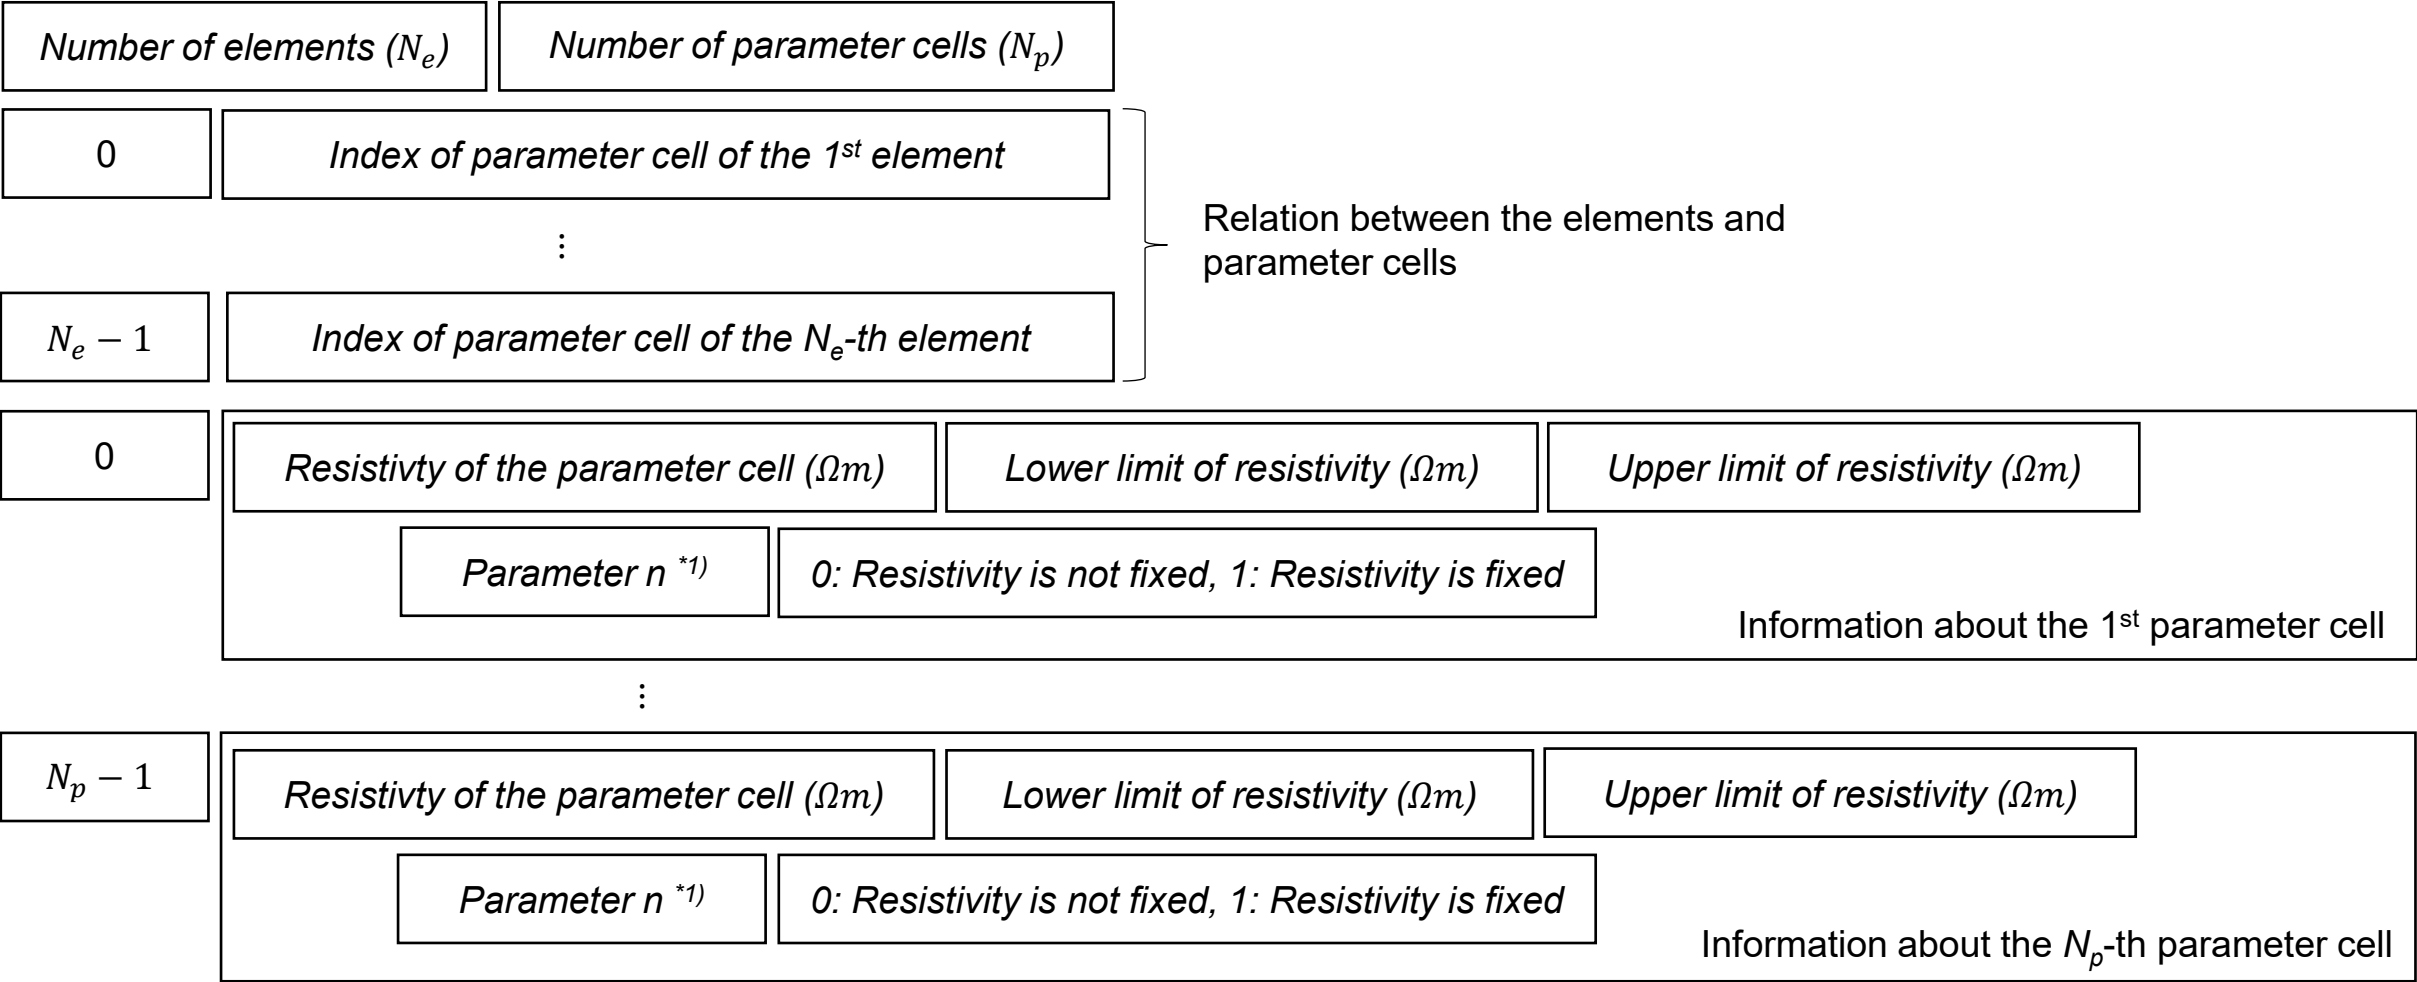 Number of elements (Nₑ) Number of parameter cells (Nₚ)
0 Index of parameter cell of the 1ˢᵗ element
⋮
Relation between the elements and
parameter cells
Nₑ − 1 Index of parameter cell of the Nₑ-th element
0 Resistivty of the parameter cell (Ωm) Lower limit of resistivity (Ωm) Upper limit of resistivity (Ωm)
Parameter n *1) 0: Resistivity is not fixed, 1: Resistivity is fixed
Information about the 1ˢᵗ parameter cell
⋮
Nₚ − 1 Resistivty of the parameter cell (Ωm) Lower limit of resistivity (Ωm) Upper limit of resistivity (Ωm)
Parameter n *1) 0: Resistivity is not fixed, 1: Resistivity is fixed
Information about the Nₚ-th parameter cell